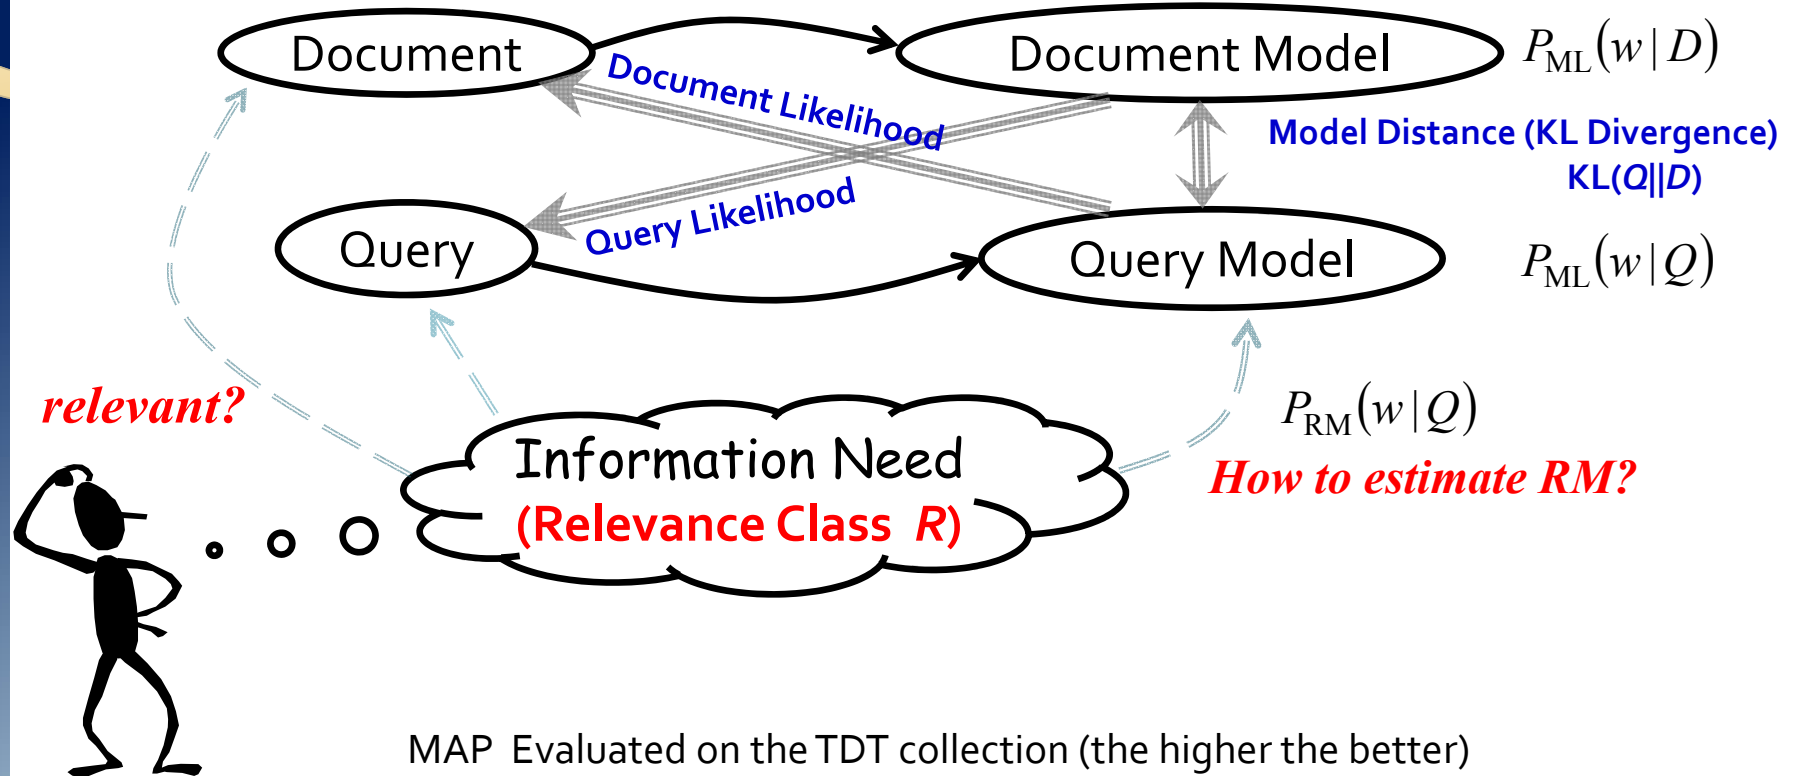 Document
Document Model
P_ML(w|D)
Document Likelihood
Model Distance (KL Divergence)
KL(Q||D)
Query Likelihood
Query
Query Model
P_ML(w|Q)
relevant?
Information Need
(Relevance Class R)
P_RM(w|Q)
How to estimate RM?
MAP Evaluated on the TDT collection (the higher the better)